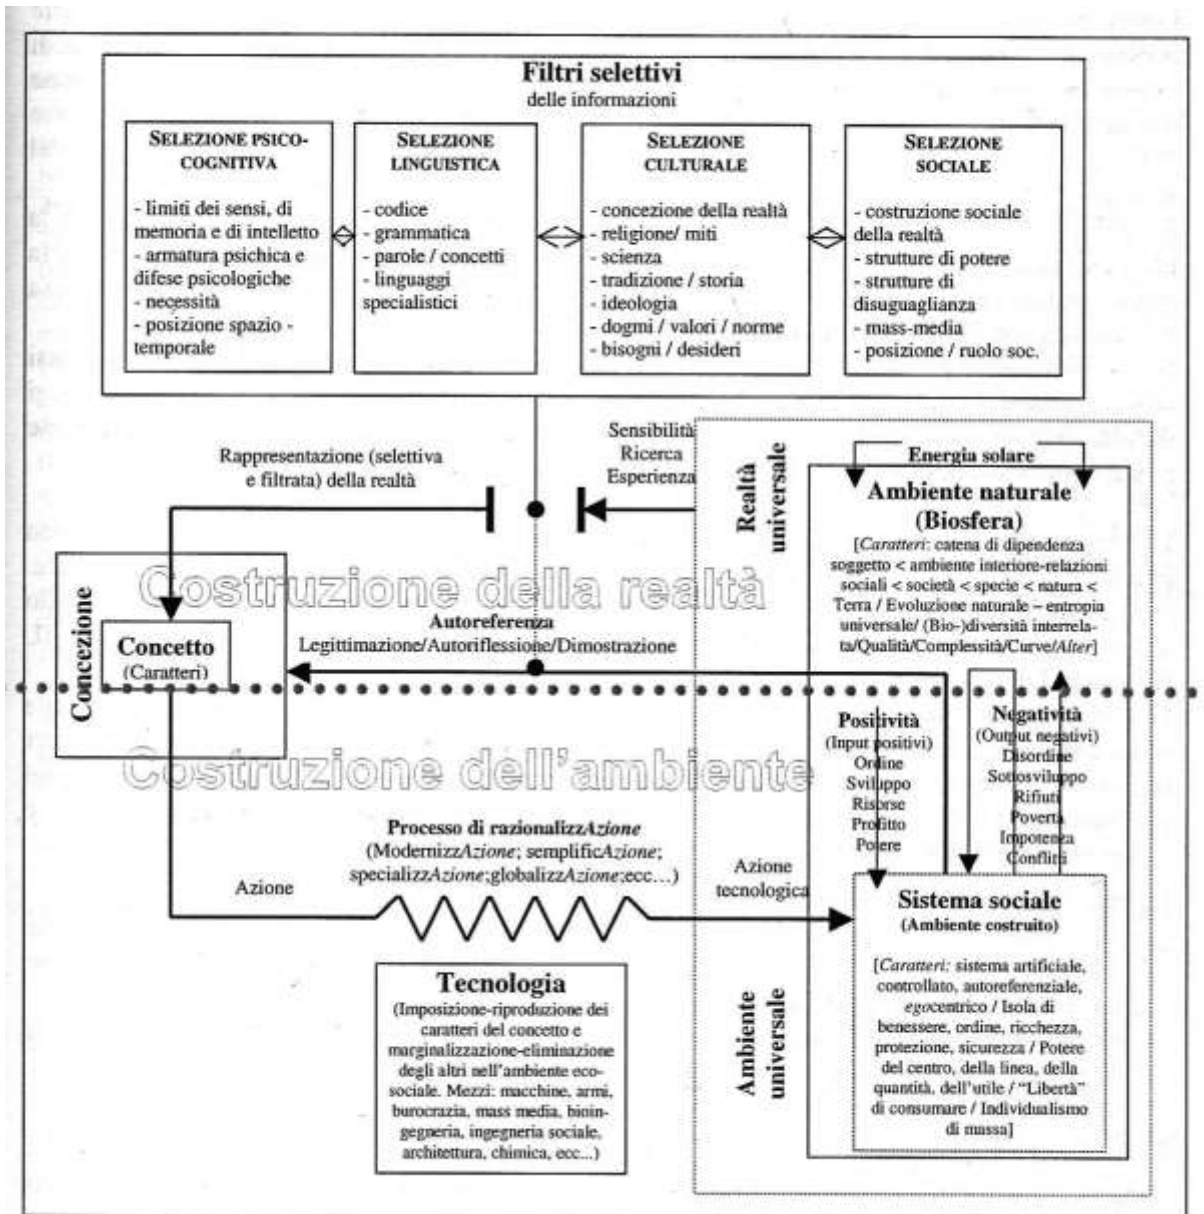 Filtri selettivi
delle informazioni
SELEZIONE PSICO-
COGNITIVA
- limiti dei sensi, di
memoria e di intelletto
- armatura psichica e
difese psicologiche
- necessità
- posizione spazio -
temporale
SELEZIONE
LINGUISTICA
- codice
- grammatica
- parole / concetti
- linguaggi
specialistici
SELEZIONE
CULTURALE
- concezione della realtà
- religione/ miti
- scienza
- tradizione / storia
- ideologia
- dogmi / valori / norme
- bisogni / desideri
SELEZIONE
SOCIALE
- costruzione sociale
della realtà
- strutture di potere
- strutture di
disuguaglianza
- mass-media
- posizione / ruolo soc.
Rappresentazione (selettiva
e filtrata) della realtà
Sensibilità
Ricerca
Esperienza
Realtà
universale
Energia solare
Ambiente naturale
(Biosfera)
[Caratteri: catena di dipendenza
soggetto < ambiente interiore-relazioni
sociali < società < specie < natura <
Terra / Evoluzione naturale – entropia
universale/ (Bio-)diversità interrela-
ta/Qualità/Complessità/Curve/Alter]
Costruzione della realtà
Concezione
Concetto
(Caratteri)
Autoreferenza
Legittimazione/Autoriflessione/Dimostrazione
Costruzione dell'ambiente
Positività
(Input positivi)
Ordine
Sviluppo
Risorse
Profitto
Potere
Negatività
(Output negativi)
Disordine
Sottosviluppo
Rifiuti
Povertà
Impotenza
Conflitti
Processo di razionalizzAzione
(ModernizzAzione; semplificAzione;
specializzAzione;globalizzAzione;ecc...)
Azione
Azione
tecnologica
Tecnologia
(Imposizione-riproduzione dei
caratteri del concetto e
marginalizzazione-eliminazione
degli altri nell'ambiente eco-
sociale. Mezzi: macchine, armi,
burocrazia, mass media, bioin-
gegneria, ingegneria sociale,
architettura, chimica, ecc...)
Ambiente
universale
Sistema sociale
(Ambiente costruito)
[Caratteri: sistema artificiale,
controllato, autoreferenziale,
egocentrico / Isola di
benessere, ordine, ricchezza,
protezione, sicurezza / Potere
del centro, della linea, della
quantità, dell'utile / "Libertà"
di consumare / Individualismo
di massa]